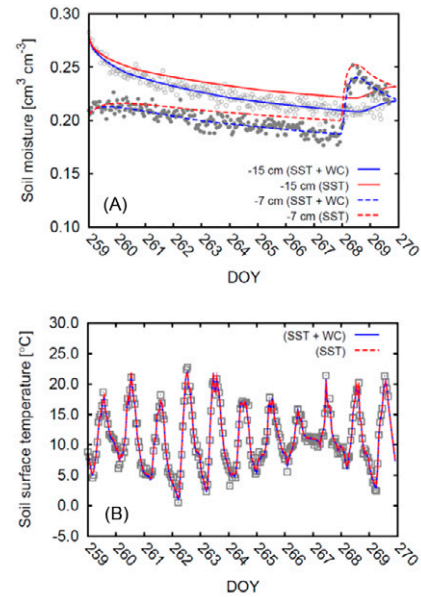 Soil moisture [cm³ cm⁻³]
0.30
0.25
0.20
0.15
0.10
(A)
-15 cm (SST + WC)
-15 cm (SST)
-7 cm (SST + WC)
-7 cm (SST)
259 260 261 262 263 264 265 266 267 268 269 270
DOY
Soil surface temperature [°C]
30.0
25.0
20.0
15.0
10.0
5.0
0.0
-5.0
(SST + WC)
(SST)
(B)
259 260 261 262 263 264 265 266 267 268 269 270
DOY